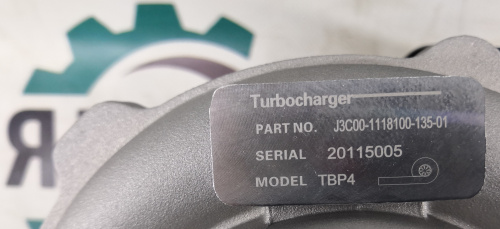 Turbocharger
PART NO. J3C00-1118100-135-01
SERIAL 20115005
MODEL TBP4